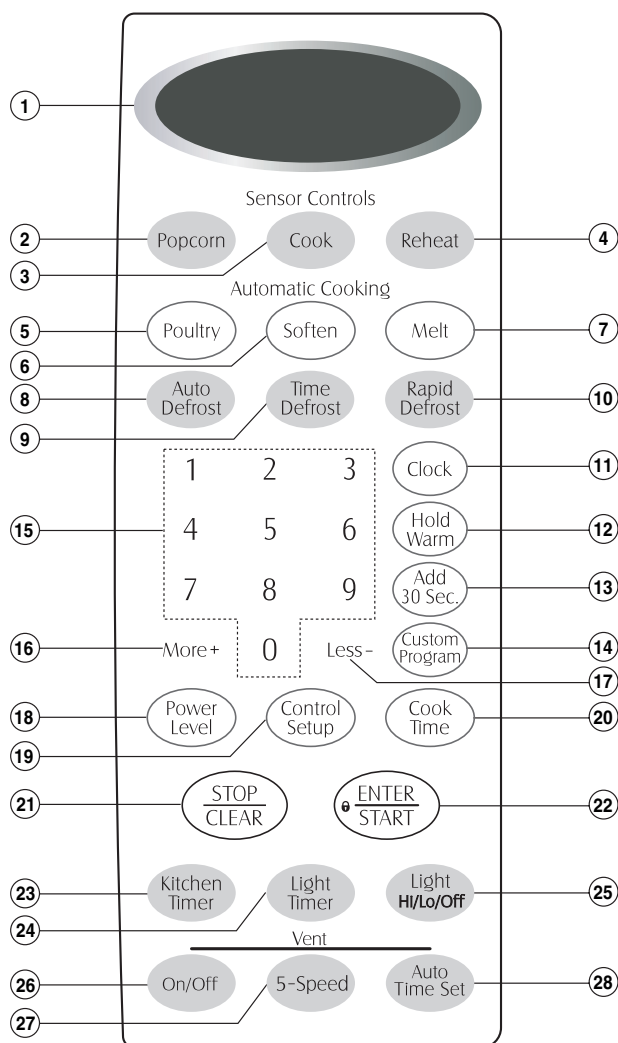 1
Sensor Controls
2 Popcorn Cook Reheat 4
3
Automatic Cooking
5 Poultry Soften Melt 7
6
8 Auto Defrost Time Defrost Rapid Defrost 10
9
1 2 3 Clock 11
15 4 5 6 Hold Warm 12
7 8 9 Add 30 Sec. 13
16 More+ 0 Less- Custom Program 14
17
18 Power Level Control Setup Cook Time 20
19
21 STOP CLEAR ENTER START 22
23 Kitchen Timer Light Timer Light HI/Lo/Off 25
24
Vent
26 On/Off 5-Speed Auto Time Set 28
27